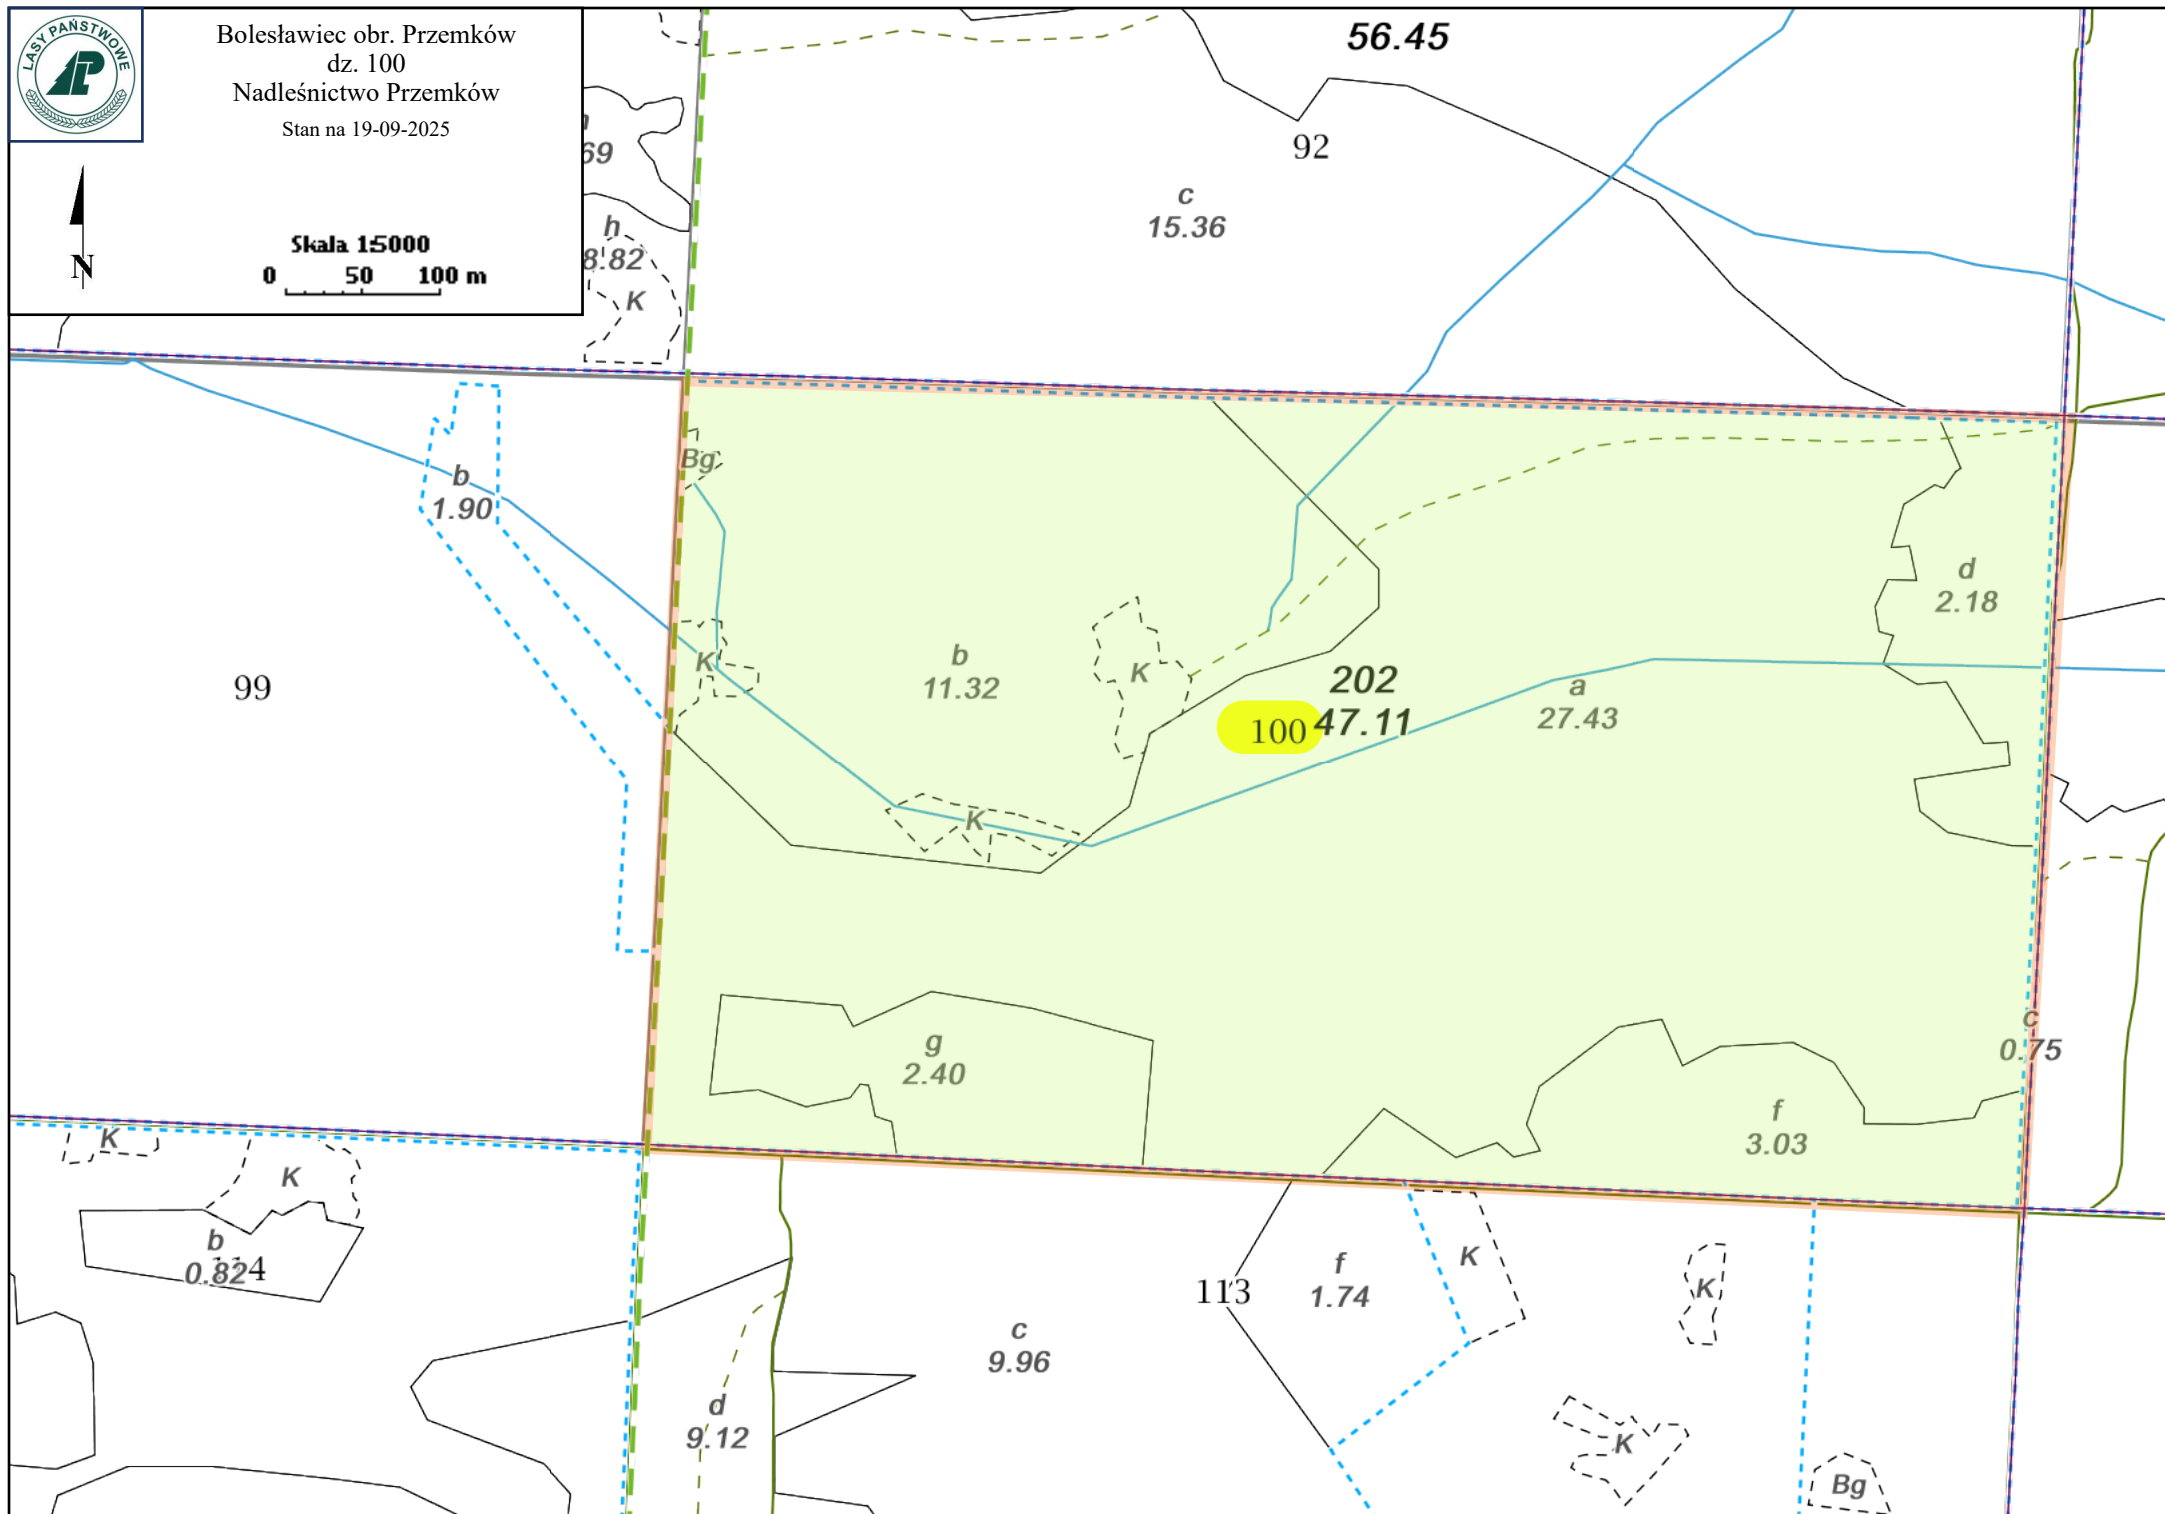 LASY PAŃSTWOWE
Bolesławiec obr. Przemków
dz. 100
Nadleśnictwo Przemków
Stan na 19-09-2025
N
Skala 1:5000
0 50 100 m
56.45
92
c
15.36
69
h
8.82
K
b
1.90
99
Bg
K
b
11.32
K
K
202
100 47.11
a
27.43
d
2.18
g
2.40
c
0.75
f
3.03
K
K
b
0.82
4
113
f
1.74
K
K
c
9.96
d
9.12
K
Bg